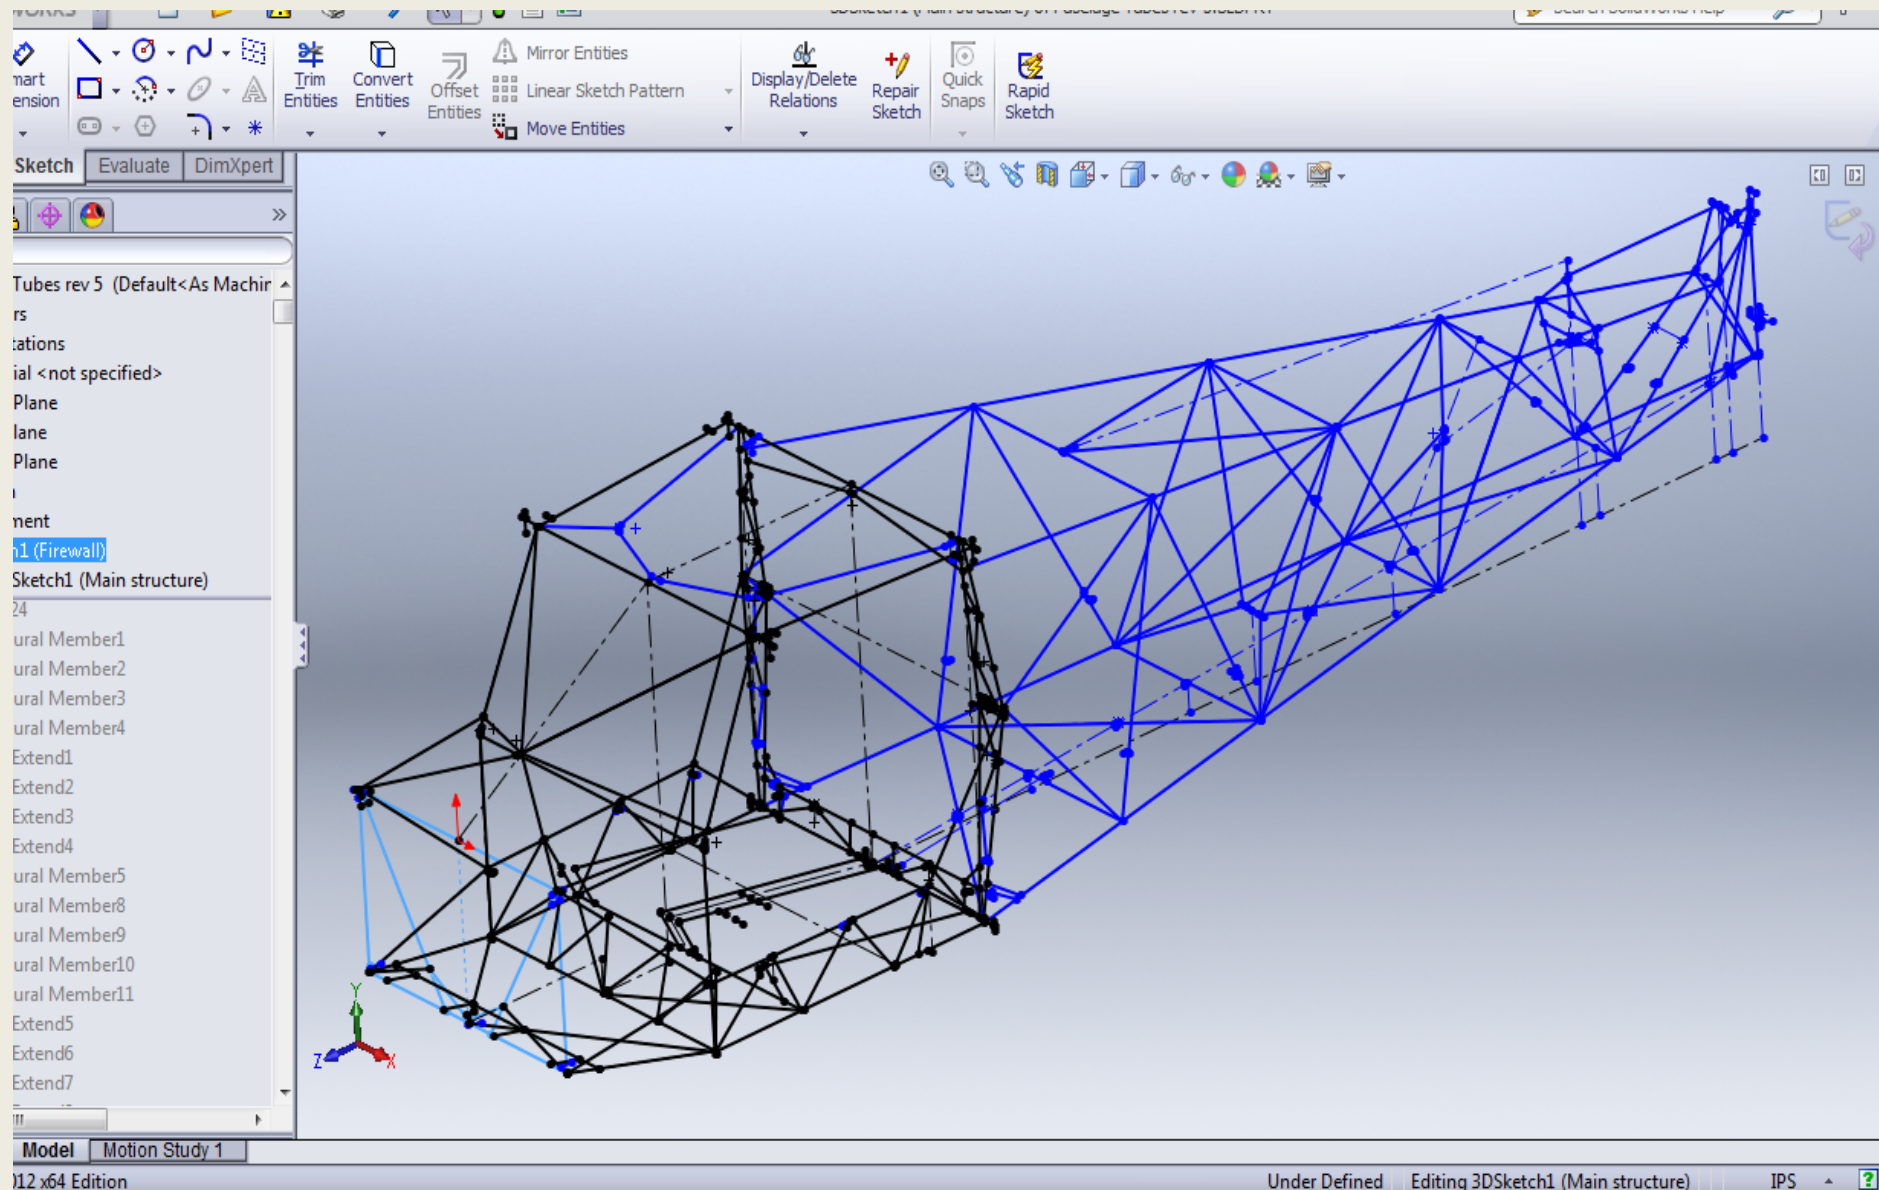 Mirror Entities
Trim Entities
Convert Entities
Offset Entities
Linear Sketch Pattern
Move Entities
Display/Delete Relations
Repair Sketch
Quick Snaps
Rapid Sketch
mart
ension
Sketch
Evaluate
DimXpert
Tubes rev 5 (Default<As Machin
rs
tations
ial <not specified>
Plane
lane
Plane
ment
h1 (Firewall)
Sketch1 (Main structure)
24
ural Member1
ural Member2
ural Member3
ural Member4
Extend1
Extend2
Extend3
Extend4
ural Member5
ural Member8
ural Member9
ural Member10
ural Member11
Extend5
Extend6
Extend7
Y
Z
X
Model
Motion Study 1
012 x64 Edition
Under Defined
Editing 3DSketch1 (Main structure)
IPS
?